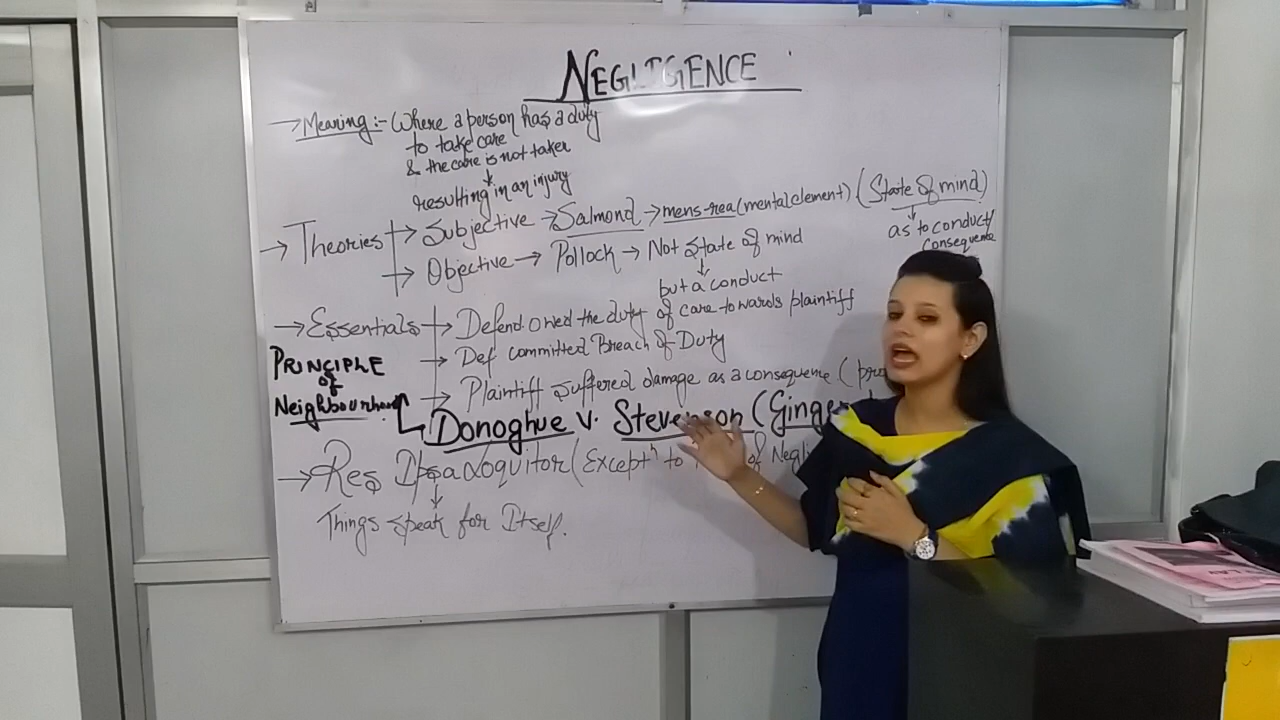 NEGLIGENCE
→ Meaning :- Where a person has a duty
to take care
& the care is not taken
↓
resulting in an injury
→ Theories → Subjective → Salmond → mens-rea (mental element) (State of mind)
↓
as to conduct/
Consequence
→ Objective → Pollock → Not state of mind
↓
but a conduct
→ Essentials → Defend. owed the duty of care towards plaintiff
→ Def committed Breach of Duty
→ Plaintiff suffered damage as a consequence
PRINCIPLE
of
Neighbourhood
Donoghue v. Stevenson (Ginger
→ Res Ipsa Loquitor (Exceptn to of
↓
Things speak for Itself.